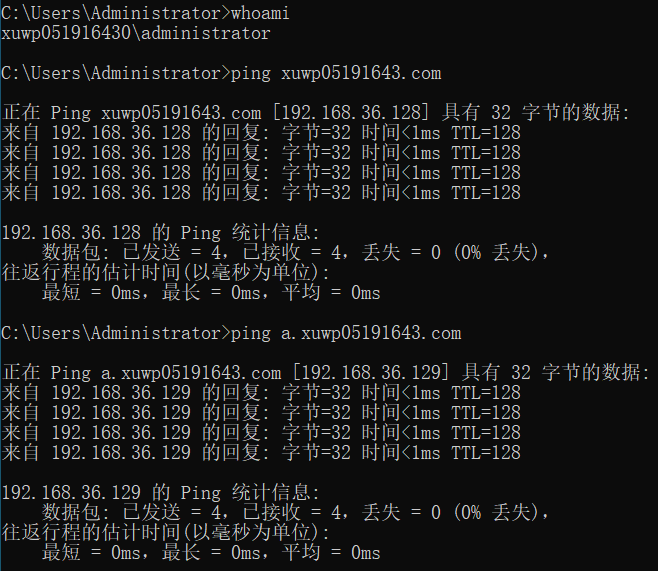 C:\Users\Administrator>whoami
xuwp051916430\administrator
C:\Users\Administrator>ping xuwp05191643.com
正在 Ping xuwp05191643.com [192.168.36.128] 具有 32 字节的数据:
来自 192.168.36.128 的回复: 字节=32 时间<1ms TTL=128
来自 192.168.36.128 的回复: 字节=32 时间<1ms TTL=128
来自 192.168.36.128 的回复: 字节=32 时间<1ms TTL=128
来自 192.168.36.128 的回复: 字节=32 时间<1ms TTL=128
192.168.36.128 的 Ping 统计信息:
数据包: 已发送 = 4，已接收 = 4，丢失 = 0 (0% 丢失)，
往返行程的估计时间(以毫秒为单位):
最短 = 0ms，最长 = 0ms，平均 = 0ms
C:\Users\Administrator>ping a.xuwp05191643.com
正在 Ping a.xuwp05191643.com [192.168.36.129] 具有 32 字节的数据:
来自 192.168.36.129 的回复: 字节=32 时间<1ms TTL=128
来自 192.168.36.129 的回复: 字节=32 时间<1ms TTL=128
来自 192.168.36.129 的回复: 字节=32 时间<1ms TTL=128
来自 192.168.36.129 的回复: 字节=32 时间<1ms TTL=128
192.168.36.129 的 Ping 统计信息:
数据包: 已发送 = 4，已接收 = 4，丢失 = 0 (0% 丢失)，
往返行程的估计时间(以毫秒为单位):
最短 = 0ms，最长 = 0ms，平均 = 0ms